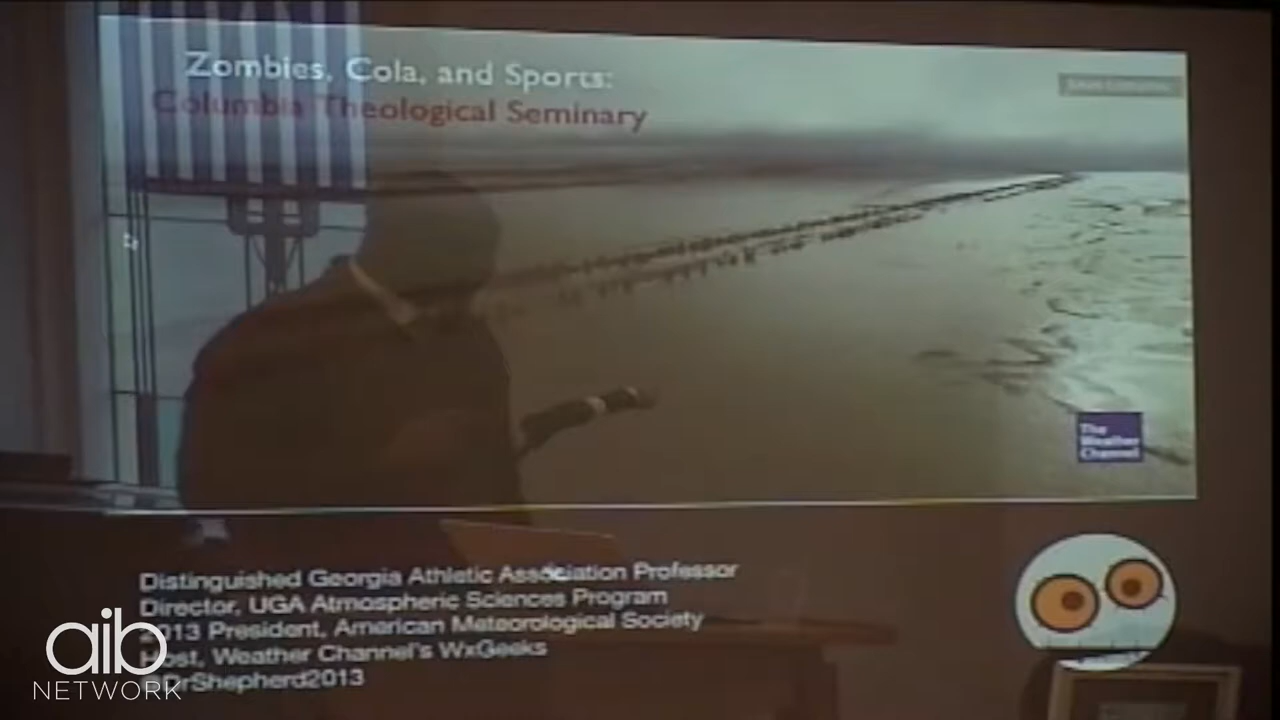 Zombies, Cola, and Sports:
Columbia Theological Seminary
The
Weather
Channel
Distinguished Georgia Athletic Association Professor
Director, UGA Atmospheric Sciences Program
2013 President, American Meteorological Society
Host, Weather Channel's WxGeeks
@DrShepherd2013
aib
NETWORK